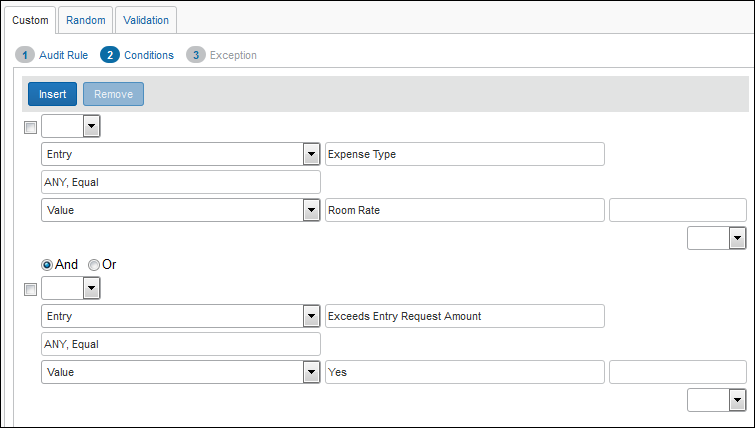 Custom Random Validation
1 Audit Rule 2 Conditions 3 Exception
Insert Remove
Entry Expense Type
ANY, Equal
Value Room Rate
And Or
Entry Exceeds Entry Request Amount
ANY, Equal
Value Yes